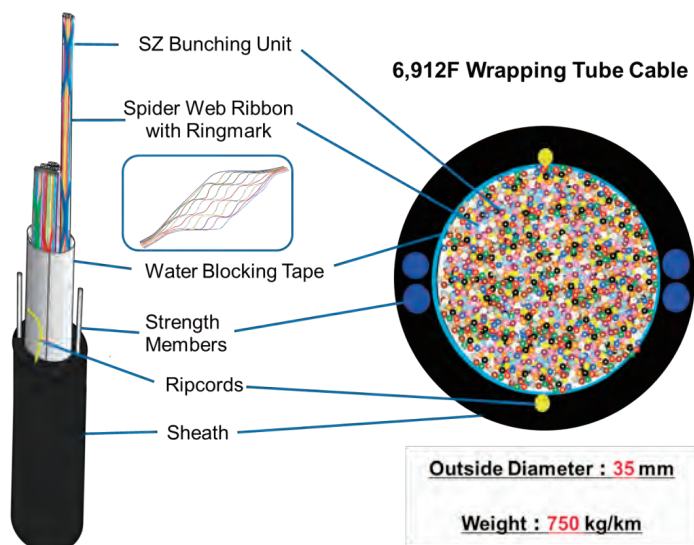 SZ Bunching Unit
6,912F Wrapping Tube Cable
Spider Web Ribbon
with Ringmark
Water Blocking Tape
Strength
Members
Ripcords
Sheath
Outside Diameter : 35 mm
Weight : 750 kg/km